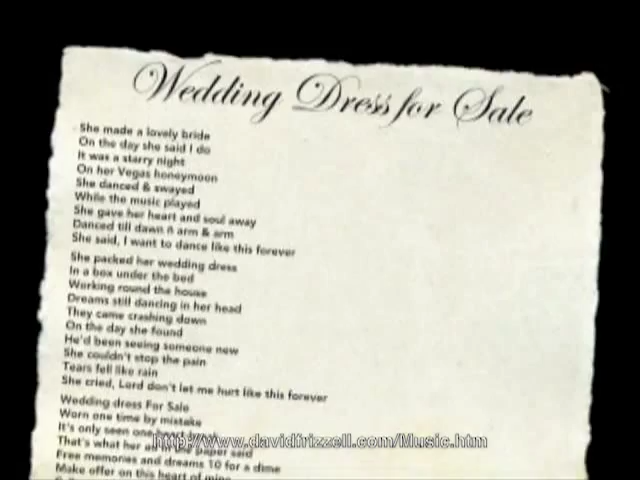 Wedding Dress for Sale
She made a lovely bride
On the day she said I do
It was a starry night
On her Vegas honeymoon
She danced & swayed
While the music played
She gave her heart and soul away
Danced till dawn n arm & arm
She said, I want to dance like this forever
She packed her wedding dress
In a box under the bed
Working round the house
Dreams still dancing in her head
They came crashing down
On the day she found
He'd been seeing someone new
She couldn't stop the pain
Tears fell like rain
She cried, Lord don't let me hurt like this forever
Wedding dress For Sale
Worn one time by mistake
It's only seen one heart break
http://www.davidfrizzell.com/Music.htm
That's what her ad in the paper said
Free memories and dreams 10 for a dime
Make offer on this heart of mine